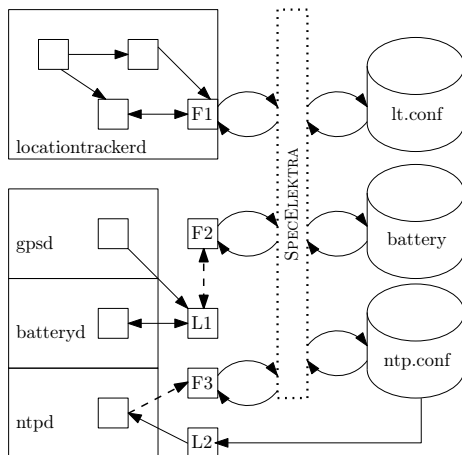 F1
lt.conf
locationtrackerd
SPECELEKTRA
gpsd
F2
battery
batteryd
L1
ntp.conf
F3
ntpd
L2